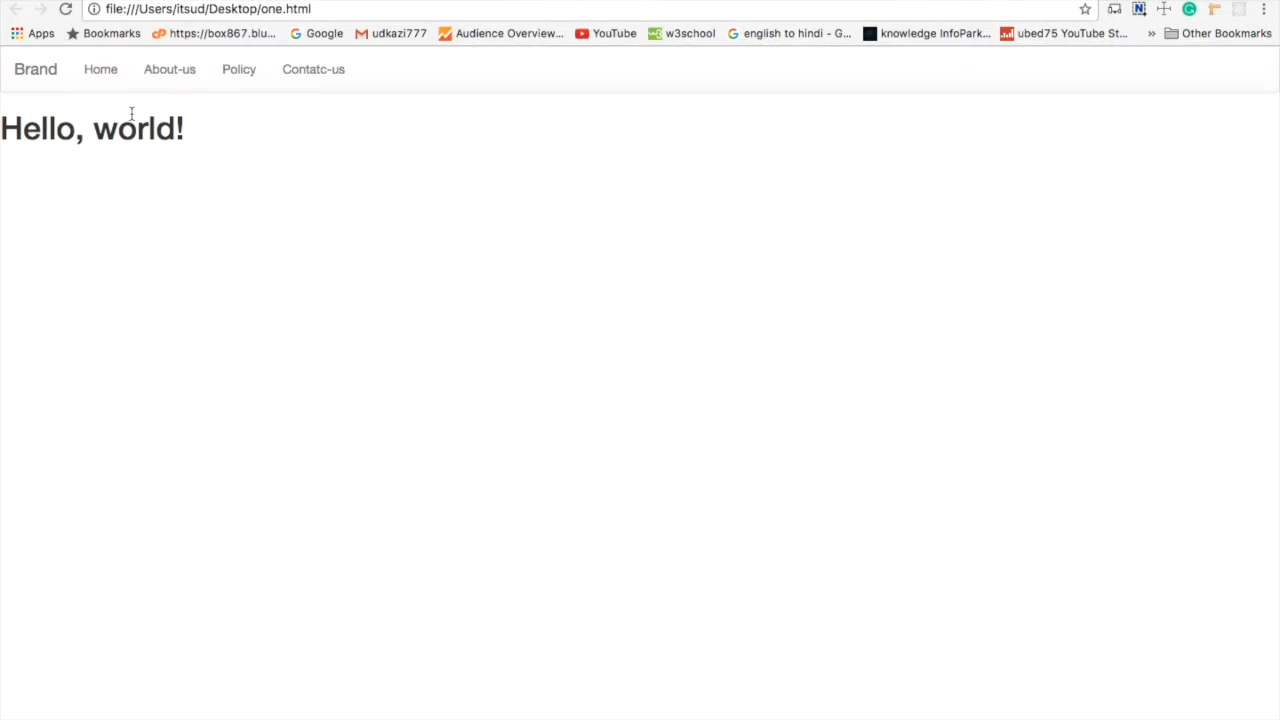 file:///Users/itsud/Desktop/one.html
Apps Bookmarks https://box867.blu... Google udkazi777 Audience Overview... YouTube w3school english to hindi - G... knowledge InfoPark... ubed75 YouTube St... » Other Bookmarks
Brand Home About-us Policy Contatc-us
Hello, world!